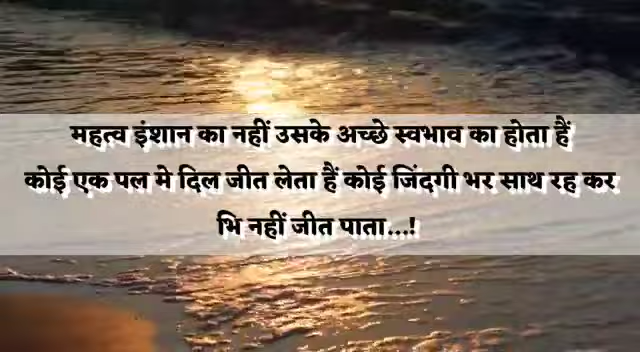 महत्व इंशान का नहीं उसके अच्छे स्वभाव का होता हैं
कोई एक पल मे दिल जीत लेता हैं कोई जिंदगी भर साथ रह कर
भि नहीं जीत पाता...!